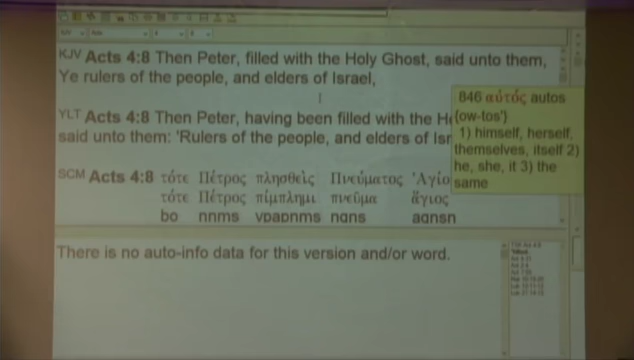 KJV Acts 4:8 Then Peter, filled with the Holy Ghost, said unto them,
Ye rulers of the people, and elders of Israel,
YLT Acts 4:8 Then Peter, having been filled with the H
said unto them: 'Rulers of the people, and elders of Isr
846 αὐτός autos
{ow-tos'}
1) himself, herself,
themselves, itself 2)
he, she, it 3) the
same
SCM Acts 4:8 τότε Πέτρος πλησθεὶς Πνεύματος Ἁγίο
τότε Πέτρος πίμπλημι πνεῦμα ἅγιος
bo nnms vpapnms ngns agnsn
There is no auto-info data for this version and/or word.